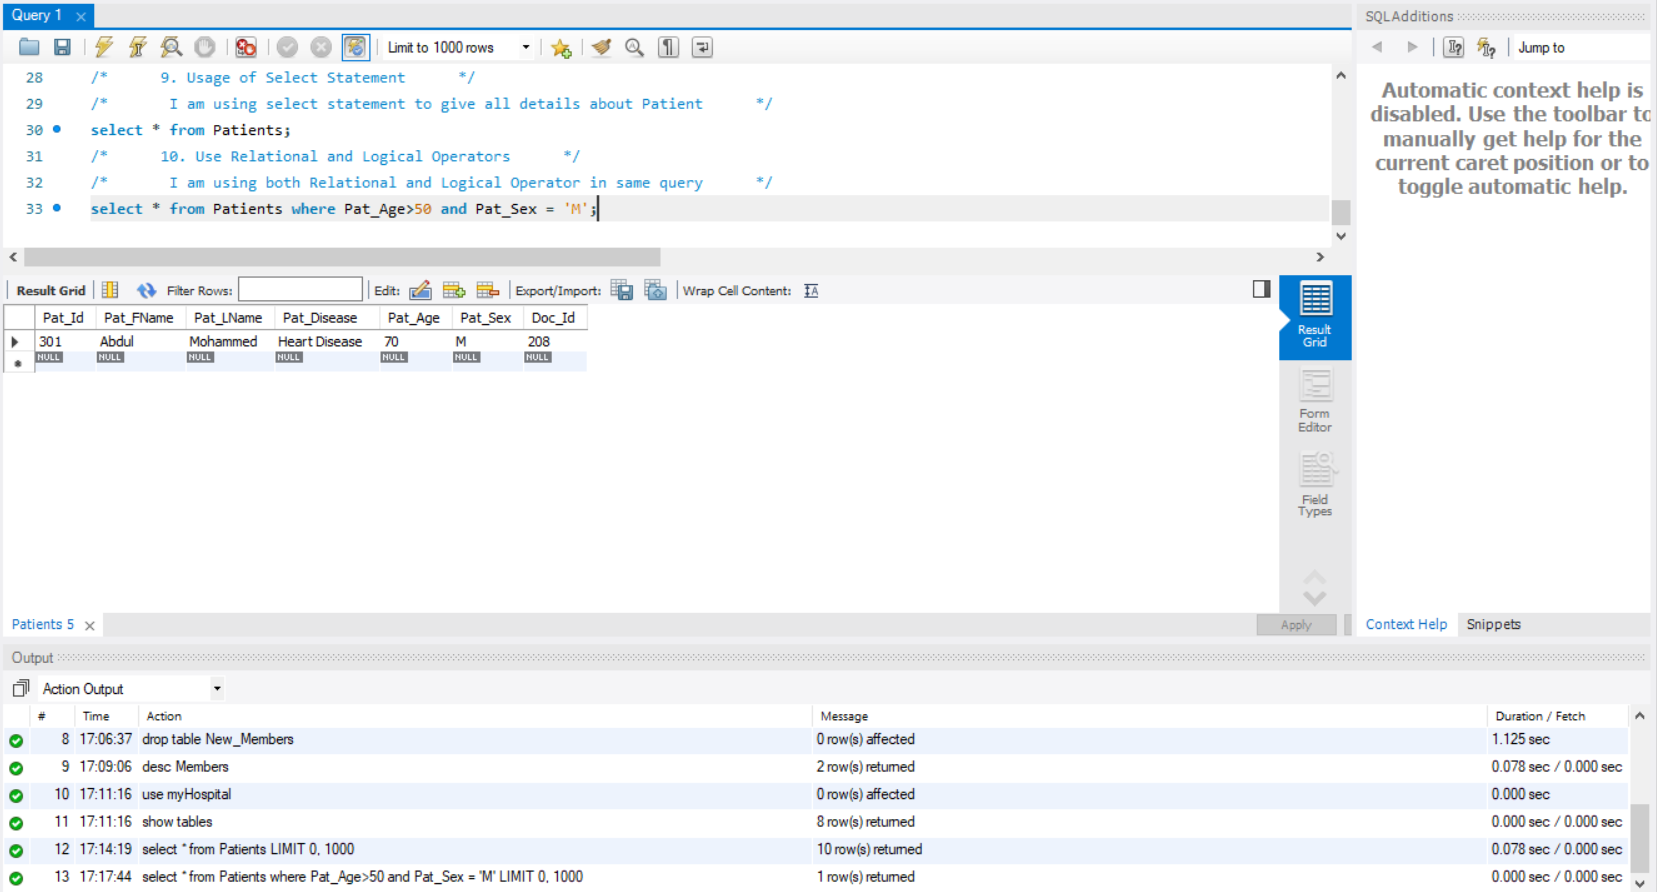 Query 1
SQLAdditions
Limit to 1000 rows
Jump to
28 /* 9. Usage of Select Statement */
29 /* I am using select statement to give all details about Patient */
30 select * from Patients;
31 /* 10. Use Relational and Logical Operators */
32 /* I am using both Relational and Logical Operator in same query */
33 select * from Patients where Pat_Age>50 and Pat_Sex = 'M';
Automatic context help is
disabled. Use the toolbar to
manually get help for the
current caret position or to
toggle automatic help.
Result Grid Filter Rows: Edit: Export/Import: Wrap Cell Content:
Pat_Id Pat_FName Pat_LName Pat_Disease Pat_Age Pat_Sex Doc_Id
301 Abdul Mohammed Heart Disease 70 M 208
NULL NULL NULL NULL NULL NULL NULL
Result
Grid
Form
Editor
Field
Types
Patients 5
Apply
Context Help Snippets
Output
Action Output
# Time Action Message Duration / Fetch
8 17:06:37 drop table New_Members 0 row(s) affected 1.125 sec
9 17:09:06 desc Members 2 row(s) returned 0.078 sec / 0.000 sec
10 17:11:16 use myHospital 0 row(s) affected 0.000 sec
11 17:11:16 show tables 8 row(s) returned 0.000 sec / 0.000 sec
12 17:14:19 select * from Patients LIMIT 0, 1000 10 row(s) returned 0.078 sec / 0.000 sec
13 17:17:44 select * from Patients where Pat_Age>50 and Pat_Sex = 'M' LIMIT 0, 1000 1 row(s) returned 0.000 sec / 0.000 sec